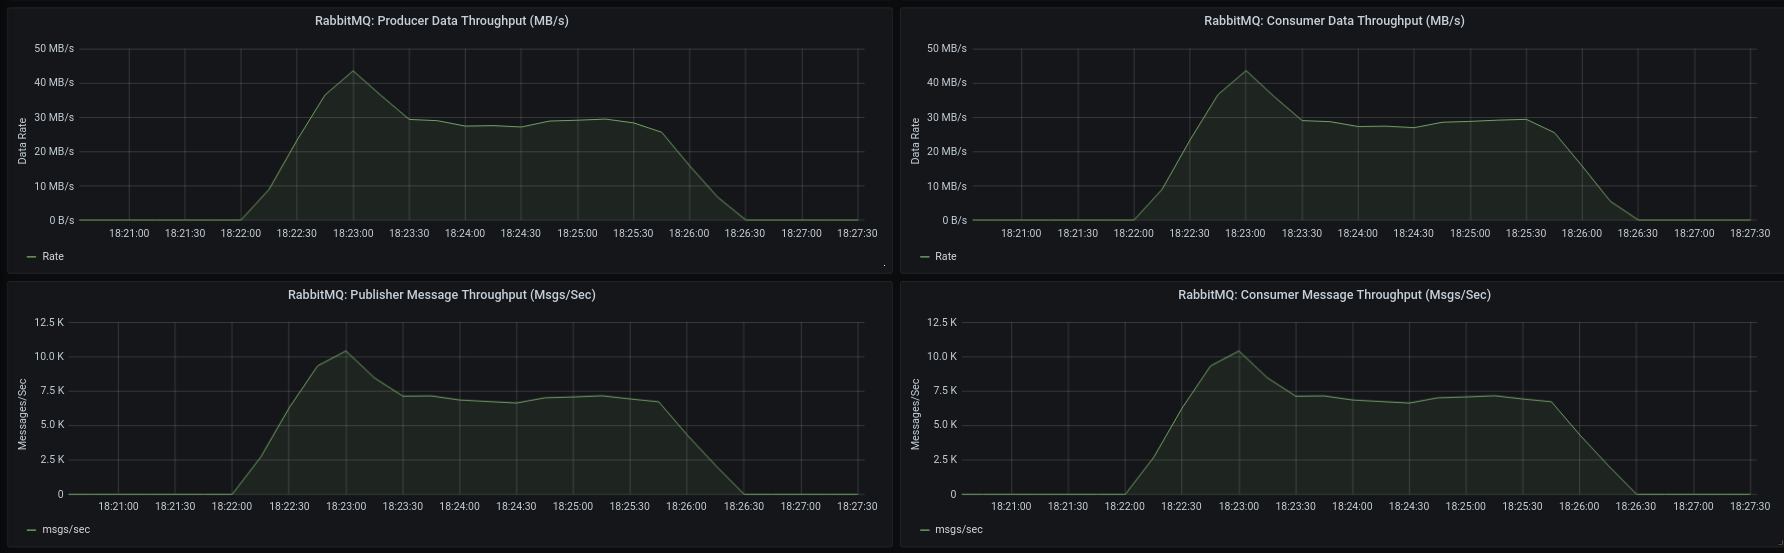 RabbitMQ: Producer Data Throughput (MB/s)
50 MB/s
40 MB/s
30 MB/s
20 MB/s
10 MB/s
0 B/s
Data Rate
18:21:00 18:21:30 18:22:00 18:22:30 18:23:00 18:23:30 18:24:00 18:24:30 18:25:00 18:25:30 18:26:00 18:26:30 18:27:00 18:27:30
Rate
RabbitMQ: Consumer Data Throughput (MB/s)
50 MB/s
40 MB/s
30 MB/s
20 MB/s
10 MB/s
0 B/s
Data Rate
18:21:00 18:21:30 18:22:00 18:22:30 18:23:00 18:23:30 18:24:00 18:24:30 18:25:00 18:25:30 18:26:00 18:26:30 18:27:00 18:27:30
Rate
RabbitMQ: Publisher Message Throughput (Msgs/Sec)
12.5 K
10.0 K
7.5 K
5.0 K
2.5 K
0
Messages/Sec
18:21:00 18:21:30 18:22:00 18:22:30 18:23:00 18:23:30 18:24:00 18:24:30 18:25:00 18:25:30 18:26:00 18:26:30 18:27:00 18:27:30
msgs/sec
RabbitMQ: Consumer Message Throughput (Msgs/Sec)
12.5 K
10.0 K
7.5 K
5.0 K
2.5 K
0
Messages/Sec
18:21:00 18:21:30 18:22:00 18:22:30 18:23:00 18:23:30 18:24:00 18:24:30 18:25:00 18:25:30 18:26:00 18:26:30 18:27:00 18:27:30
msgs/sec